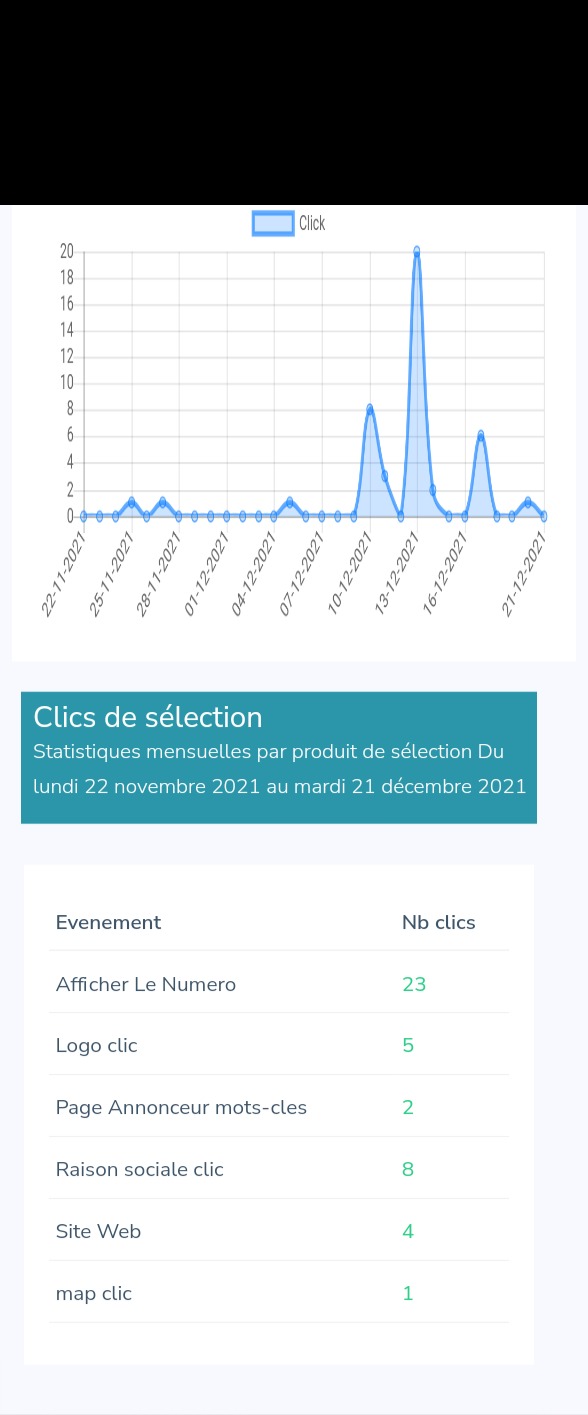 Click
20
18
16
14
12
10
8
6
4
2
0
22-11-2021
25-11-2021
28-11-2021
01-12-2021
04-12-2021
07-12-2021
10-12-2021
13-12-2021
16-12-2021
21-12-2021
Clics de sélection
Statistiques mensuelles par produit de sélection Du
lundi 22 novembre 2021 au mardi 21 décembre 2021
Evenement Nb clics
Afficher Le Numero 23
Logo clic 5
Page Annonceur mots-cles 2
Raison sociale clic 8
Site Web 4
map clic 1